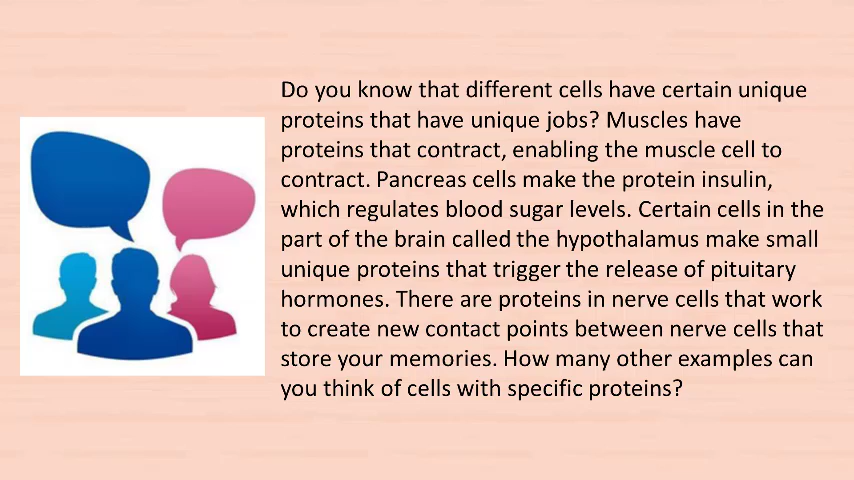 Do you know that different cells have certain unique
proteins that have unique jobs? Muscles have
proteins that contract, enabling the muscle cell to
contract. Pancreas cells make the protein insulin,
which regulates blood sugar levels. Certain cells in the
part of the brain called the hypothalamus make small
unique proteins that trigger the release of pituitary
hormones. There are proteins in nerve cells that work
to create new contact points between nerve cells that
store your memories. How many other examples can
you think of cells with specific proteins?